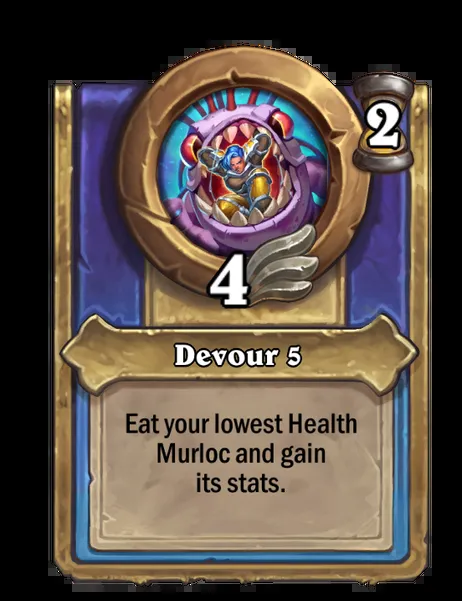 2
4
Devour 5
Eat your lowest Health
Murloc and gain
its stats.